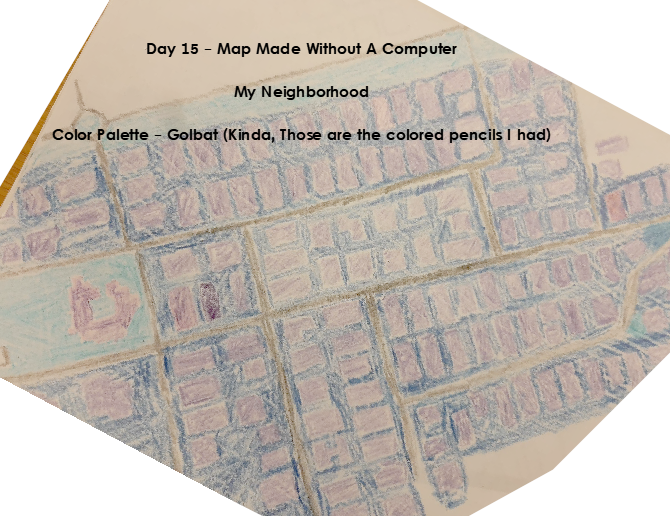 Day 15 – Map Made Without A Computer
My Neighborhood
Color Palette – Golbat (Kinda, Those are the colored pencils I had)